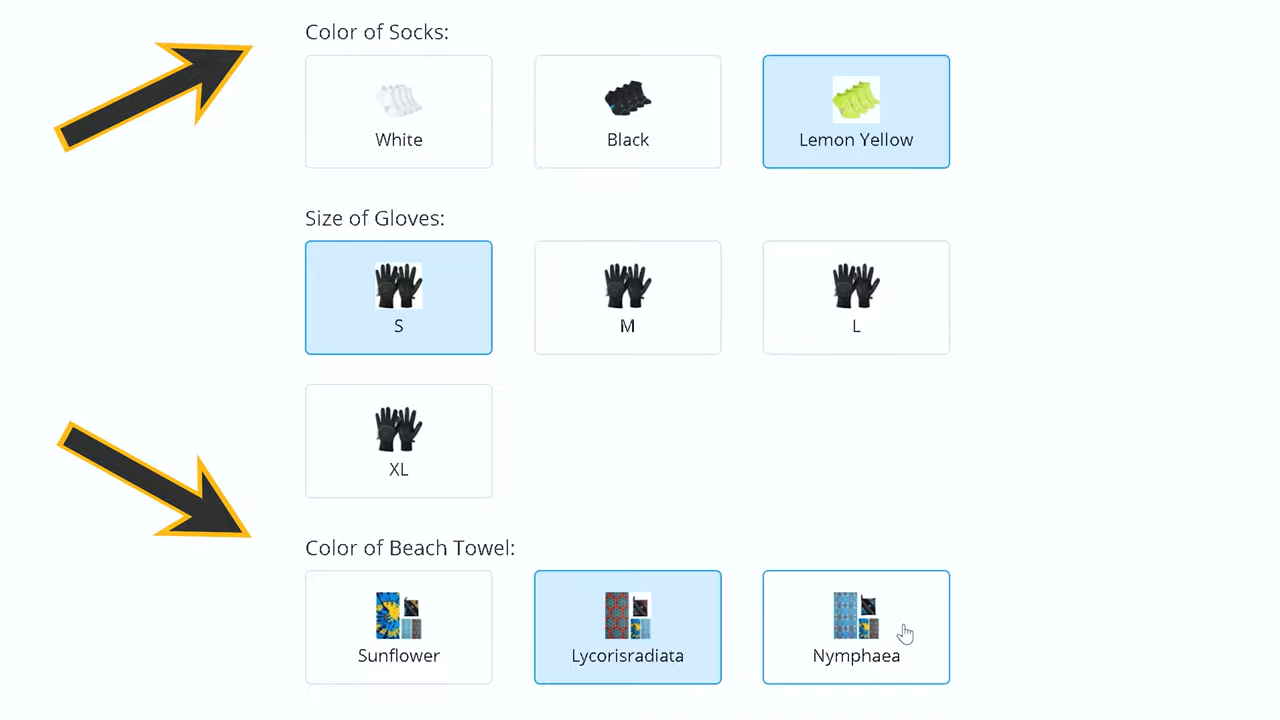 Color of Socks:
White Black Lemon Yellow
Size of Gloves:
S M L
XL
Color of Beach Towel:
Sunflower Lycorisradiata Nymphaea